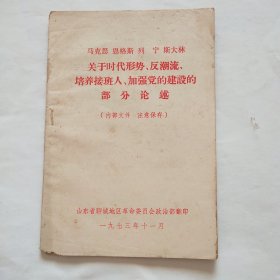 马克思 恩格斯 列 宁 斯大林
关于时代形势、反潮流、
培养接班人、加强党的建设的
部 分 论 述
（内部文件 注意保存）
山东省聊城地区革命委员会政治部翻印
一九七三年十一月